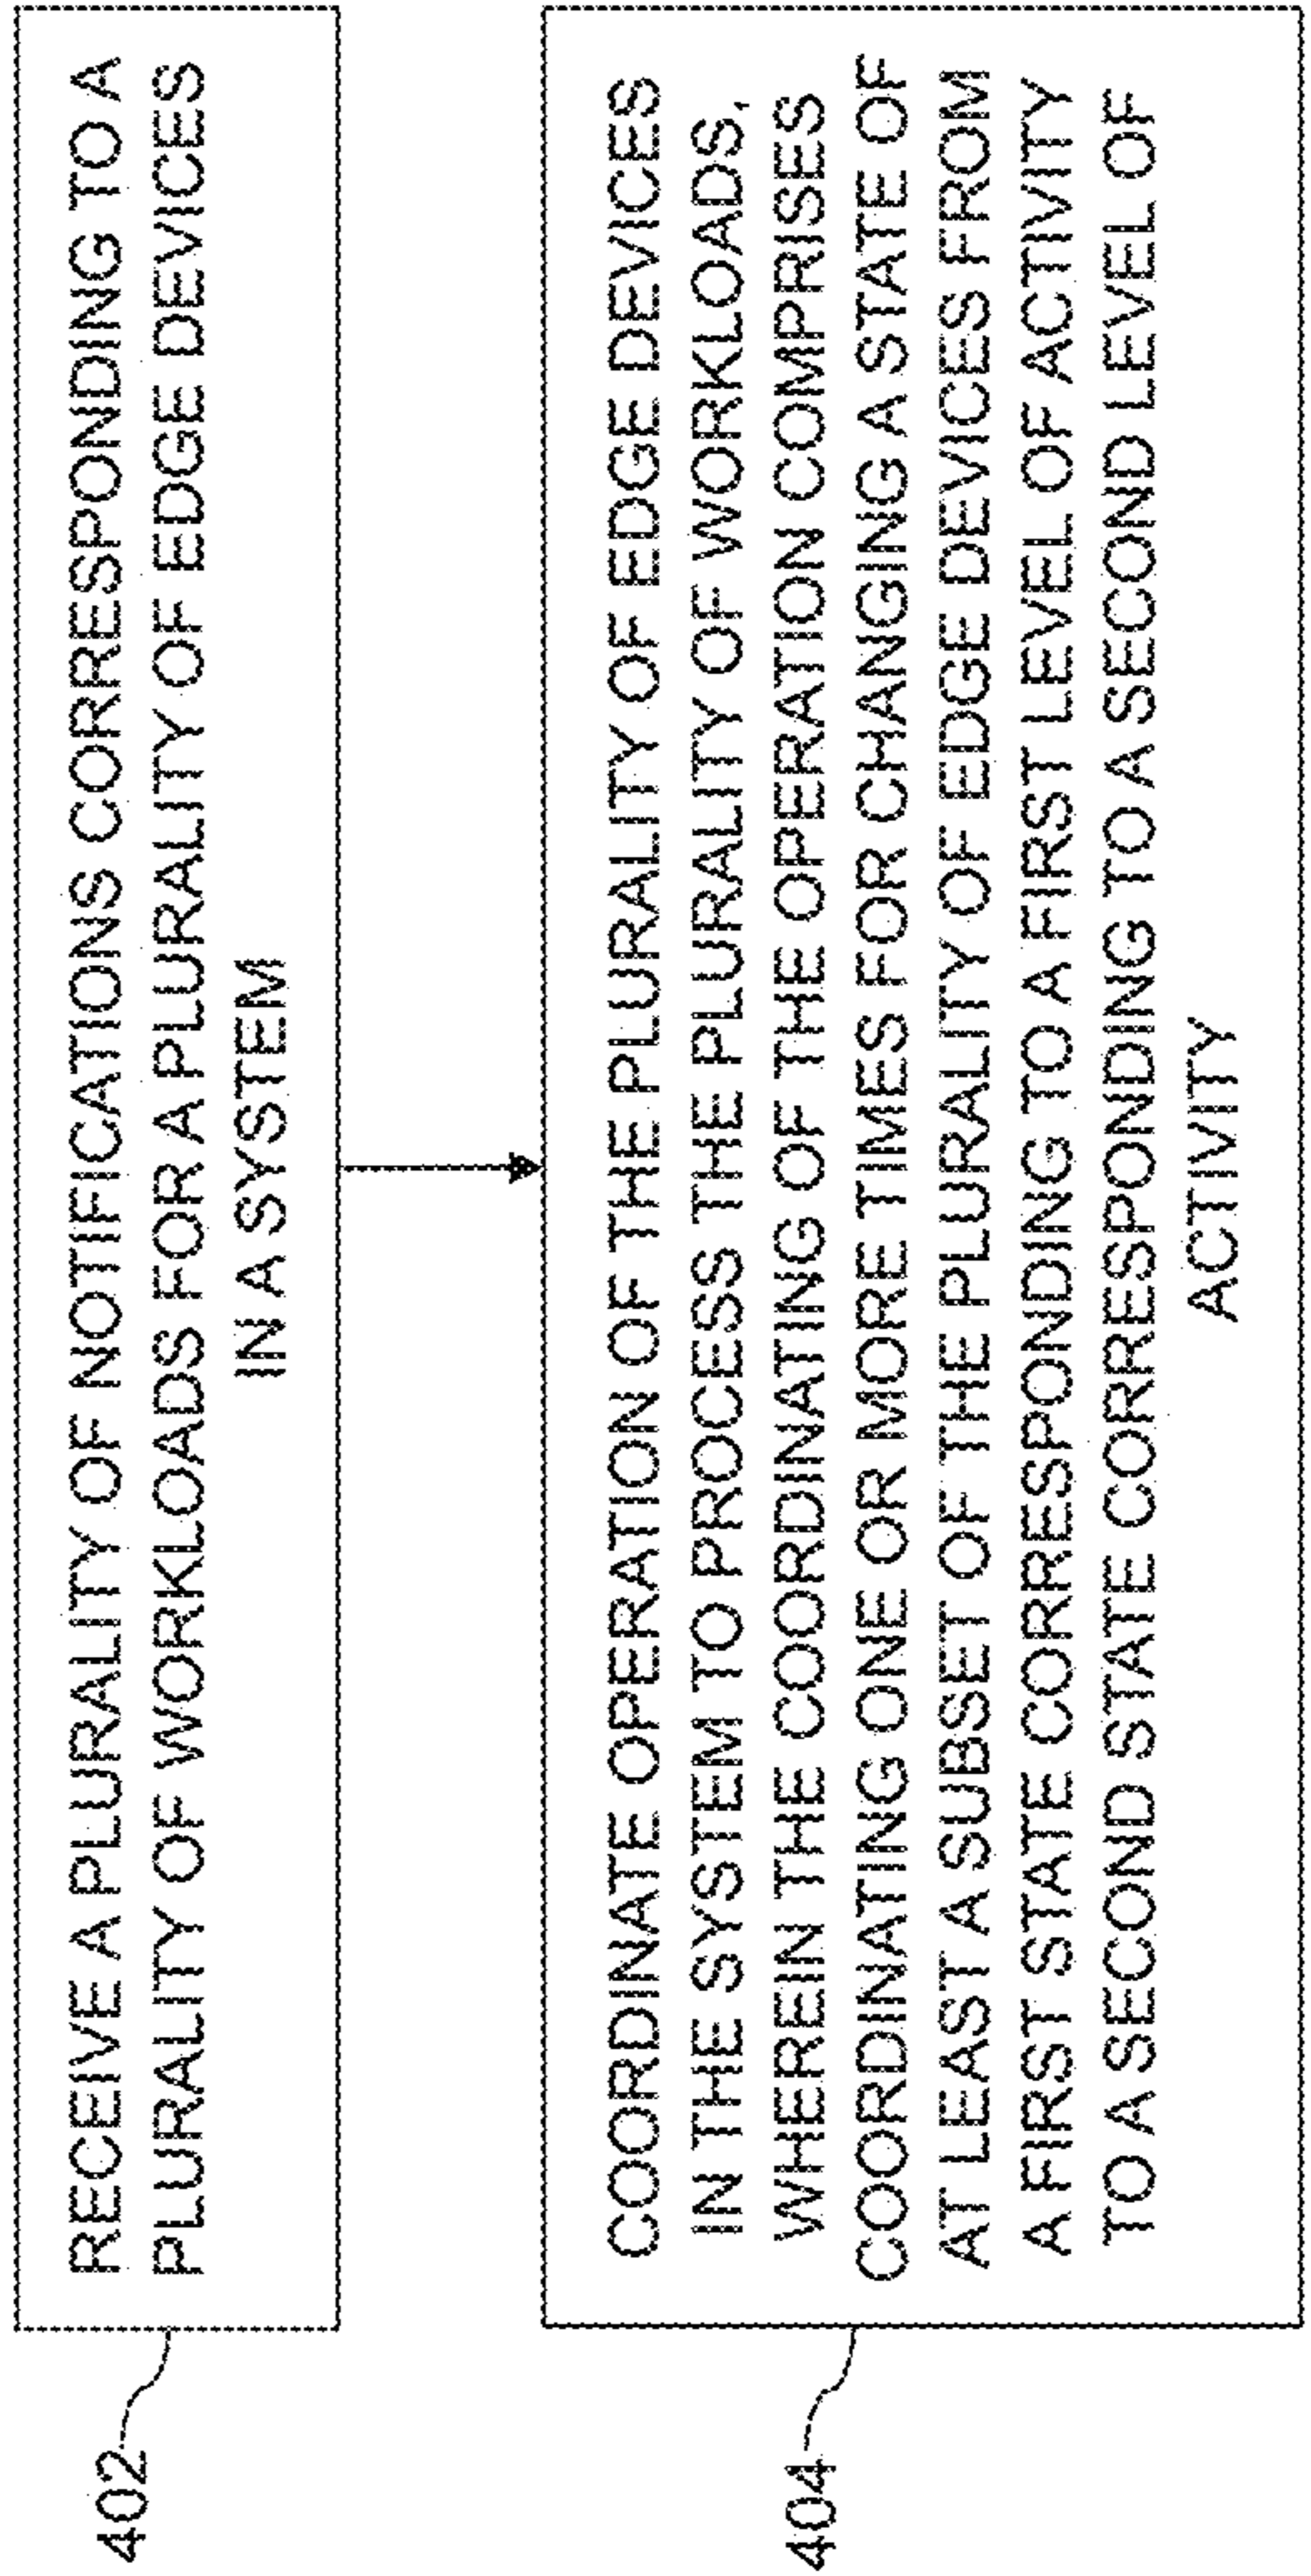 402
RECEIVE A PLURALITY OF NOTIFICATIONS CORRESPONDING TO A
PLURALITY OF WORKLOADS FOR A PLURALITY OF EDGE DEVICES
IN A SYSTEM
404
COORDINATE OPERATION OF THE PLURALITY OF EDGE DEVICES
IN THE SYSTEM TO PROCESS THE PLURALITY OF WORKLOADS,
WHEREIN THE COORDINATING OF THE OPERATION COMPRISES
COORDINATING ONE OR MORE TIMES FOR CHANGING A STATE OF
AT LEAST A SUBSET OF THE PLURALITY OF EDGE DEVICES FROM
A FIRST STATE CORRESPONDING TO A FIRST LEVEL OF ACTIVITY
TO A SECOND STATE CORRESPONDING TO A SECOND LEVEL OF
ACTIVITY